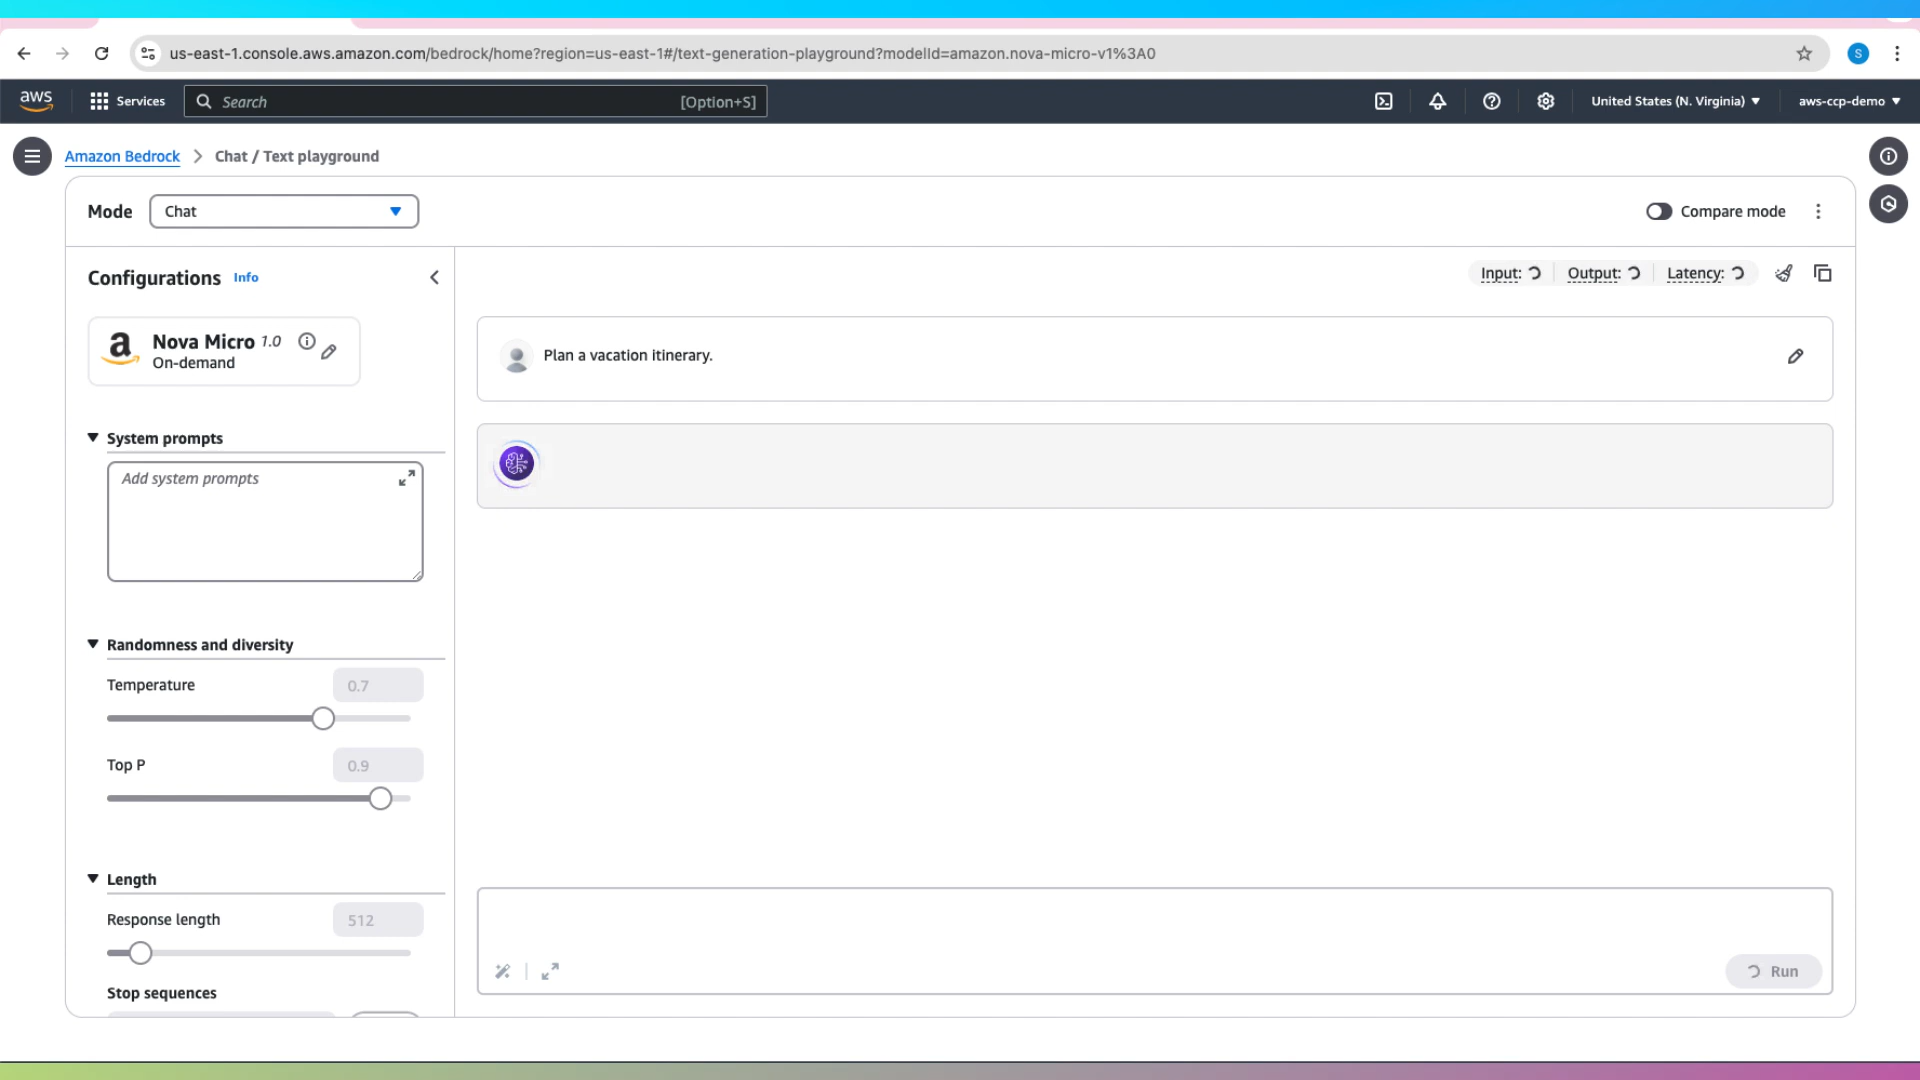 us-east-1.console.aws.amazon.com/bedrock/home?region=us-east-1#/text-generation-playground?modelId=amazon.nova-micro-v1%3A0
S
aws
Services
Search
[Option+S]
United States (N. Virginia)
aws-ccp-demo
Amazon Bedrock
Chat / Text playground
Mode
Chat
Compare mode
Configurations
Info
Input:
Output:
Latency:
a
Nova Micro 1.0
On-demand
Plan a vacation itinerary.
System prompts
Add system prompts
Randomness and diversity
Temperature
0.7
Top P
0.9
Length
Response length
512
Stop sequences
Run